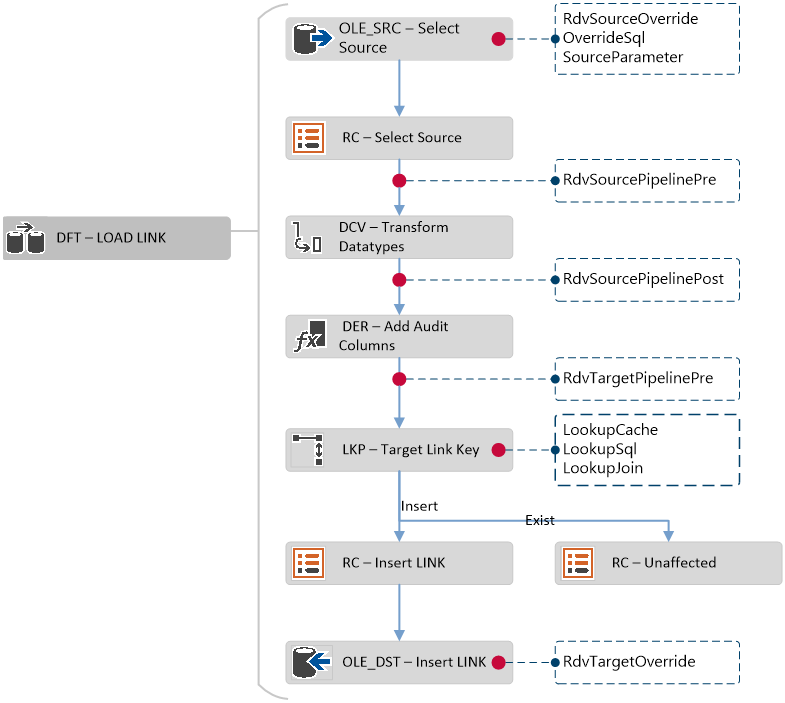 OLE_SRC – Select
Source
RdvSourceOverride
OverrideSql
SourceParameter
RC – Select Source
RdvSourcePipelinePre
DFT – LOAD LINK
DCV – Transform
Datatypes
RdvSourcePipelinePost
DER – Add Audit
Columns
RdvTargetPipelinePre
LKP – Target Link Key
LookupCache
LookupSql
LookupJoin
Insert
Exist
RC – Insert LINK
RC – Unaffected
OLE_DST – Insert LINK
RdvTargetOverride